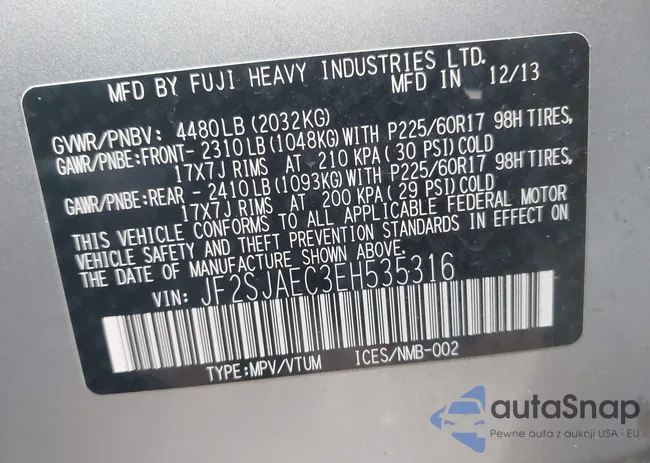 MFD BY FUJI HEAVY INDUSTRIES LTD.
MFD IN 12/13
GVWR/PNBV: 4480LB (2032KG)
GAWR/PNBE:FRONT- 2310LB (1048KG) WITH P225/60R17 98H TIRES,
17X7J RIMS AT 210 KPA (30 PSI) COLD
GAWR/PNBE:REAR - 2410LB (1093KG) WITH P225/60R17 98H TIRES,
17X7J RIMS AT 200 KPA (29 PSI) COLD
THIS VEHICLE CONFORMS TO ALL APPLICABLE FEDERAL MOTOR
VEHICLE SAFETY AND THEFT PREVENTION STANDARDS IN EFFECT ON
THE DATE OF MANUFACTURE SHOWN ABOVE.
VIN: JF2SJAEC3EH535316
TYPE:MPV/VTUM ICES/NMB-002
autaSnap
Pewne auta z aukcji USA i EU